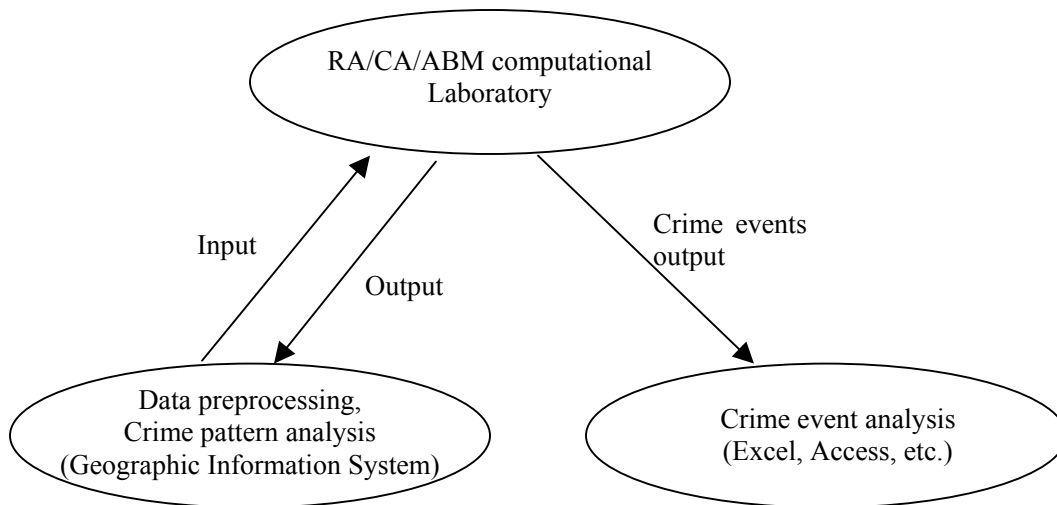 RA/CA/ABM computational
Laboratory
Input
Output
Crime events
output
Data preprocessing,
Crime pattern analysis
(Geographic Information System)
Crime event analysis
(Excel, Access, etc.)